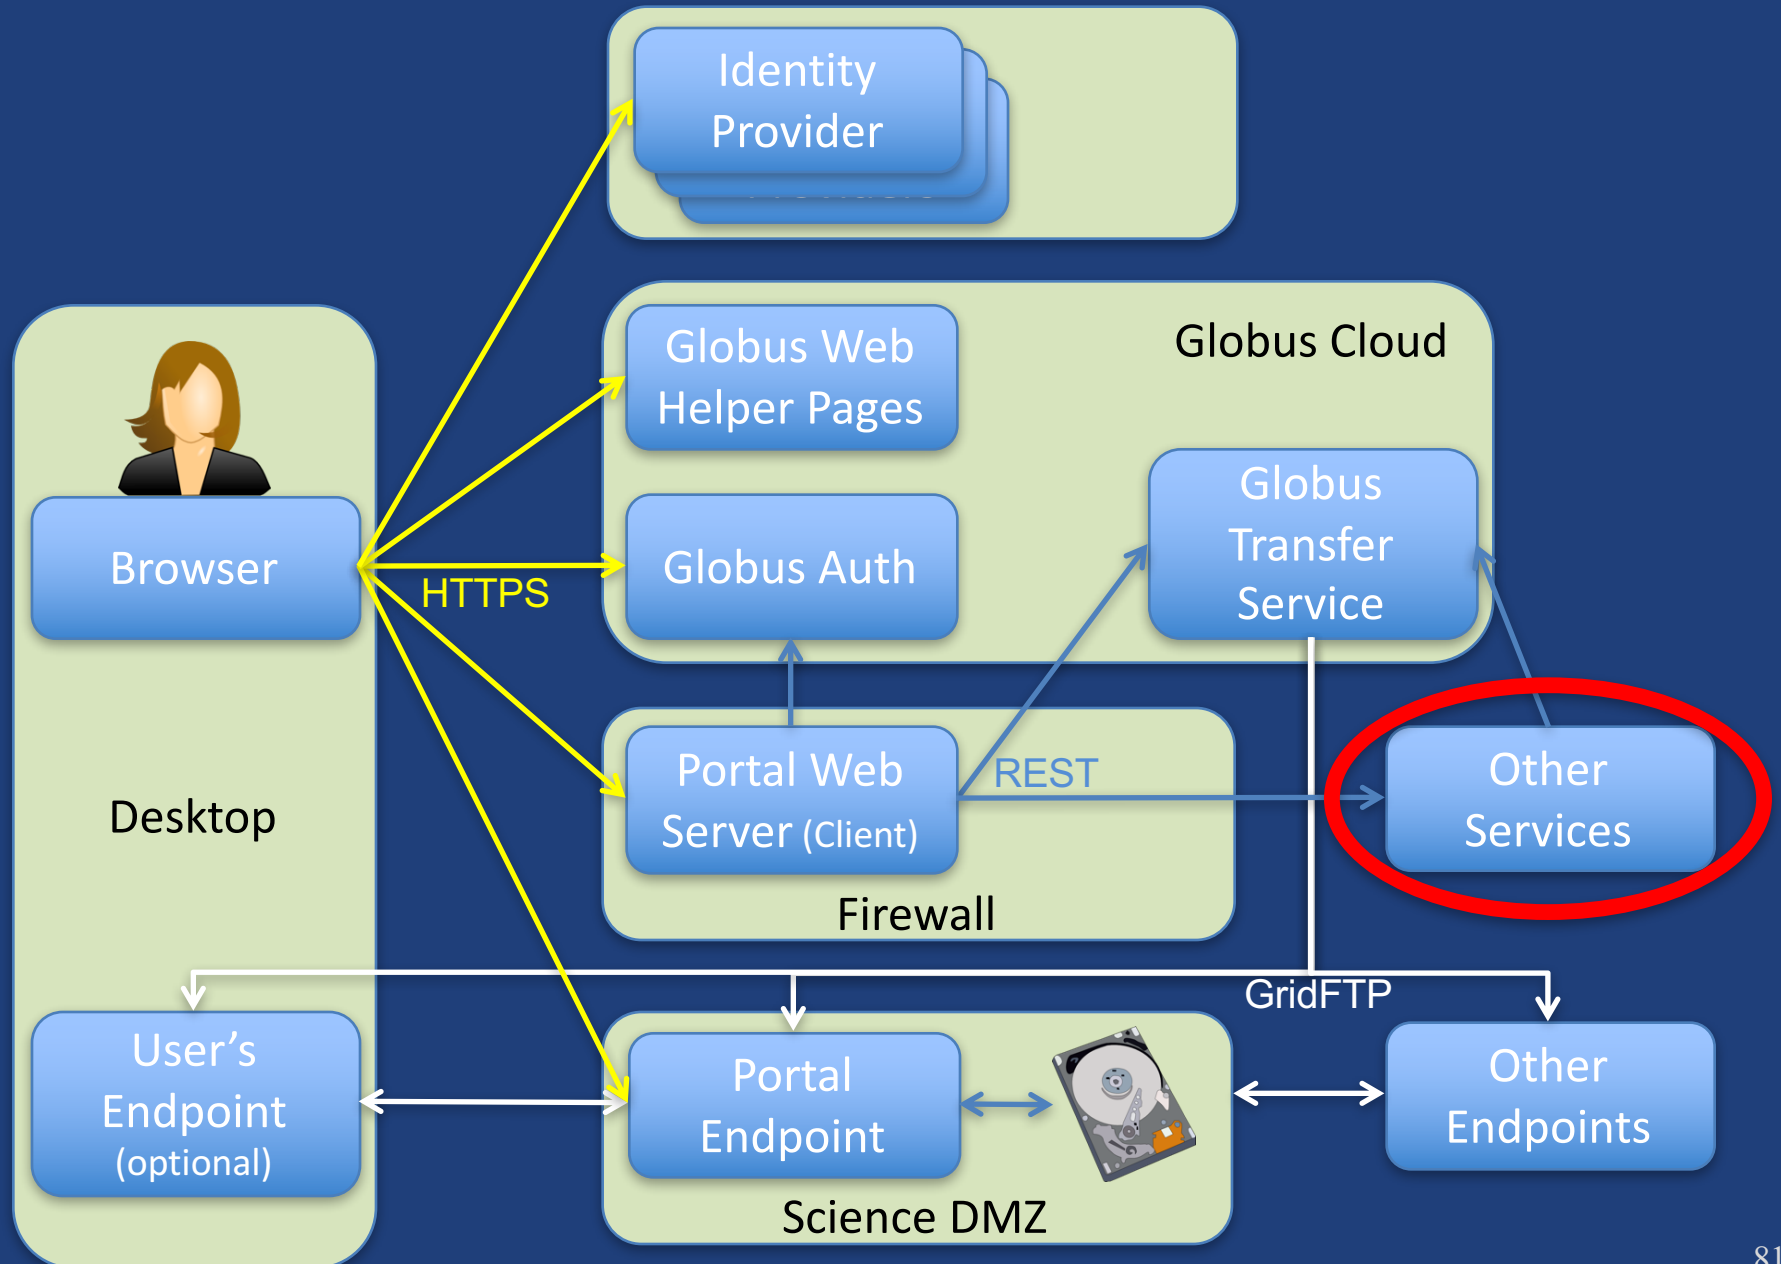 Identity
Provider
Globus Cloud
Globus Web
Helper Pages
Globus
Transfer
Service
Browser
HTTPS
Globus Auth
Desktop
Portal Web
Server (Client)
REST
Other
Services
Firewall
GridFTP
User’s
Endpoint
(optional)
Portal
Endpoint
Other
Endpoints
Science DMZ
81